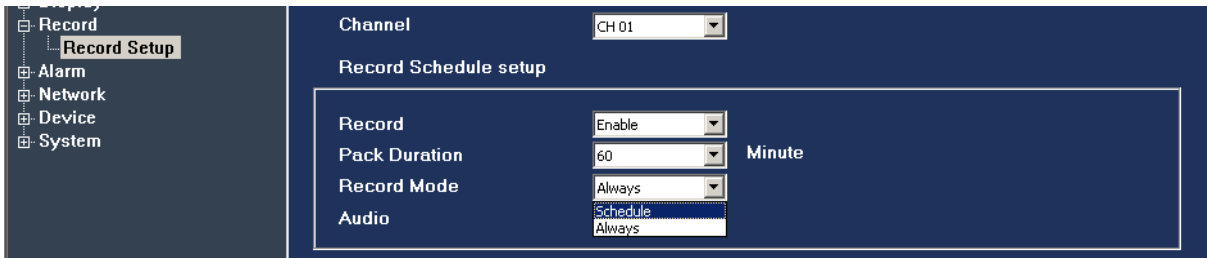 Display
Record
Record Setup
Alarm
Network
Device
System
Channel CH 01
Record Schedule setup
Record Enable
Pack Duration 60 Minute
Record Mode Always
Audio
Schedule
Always